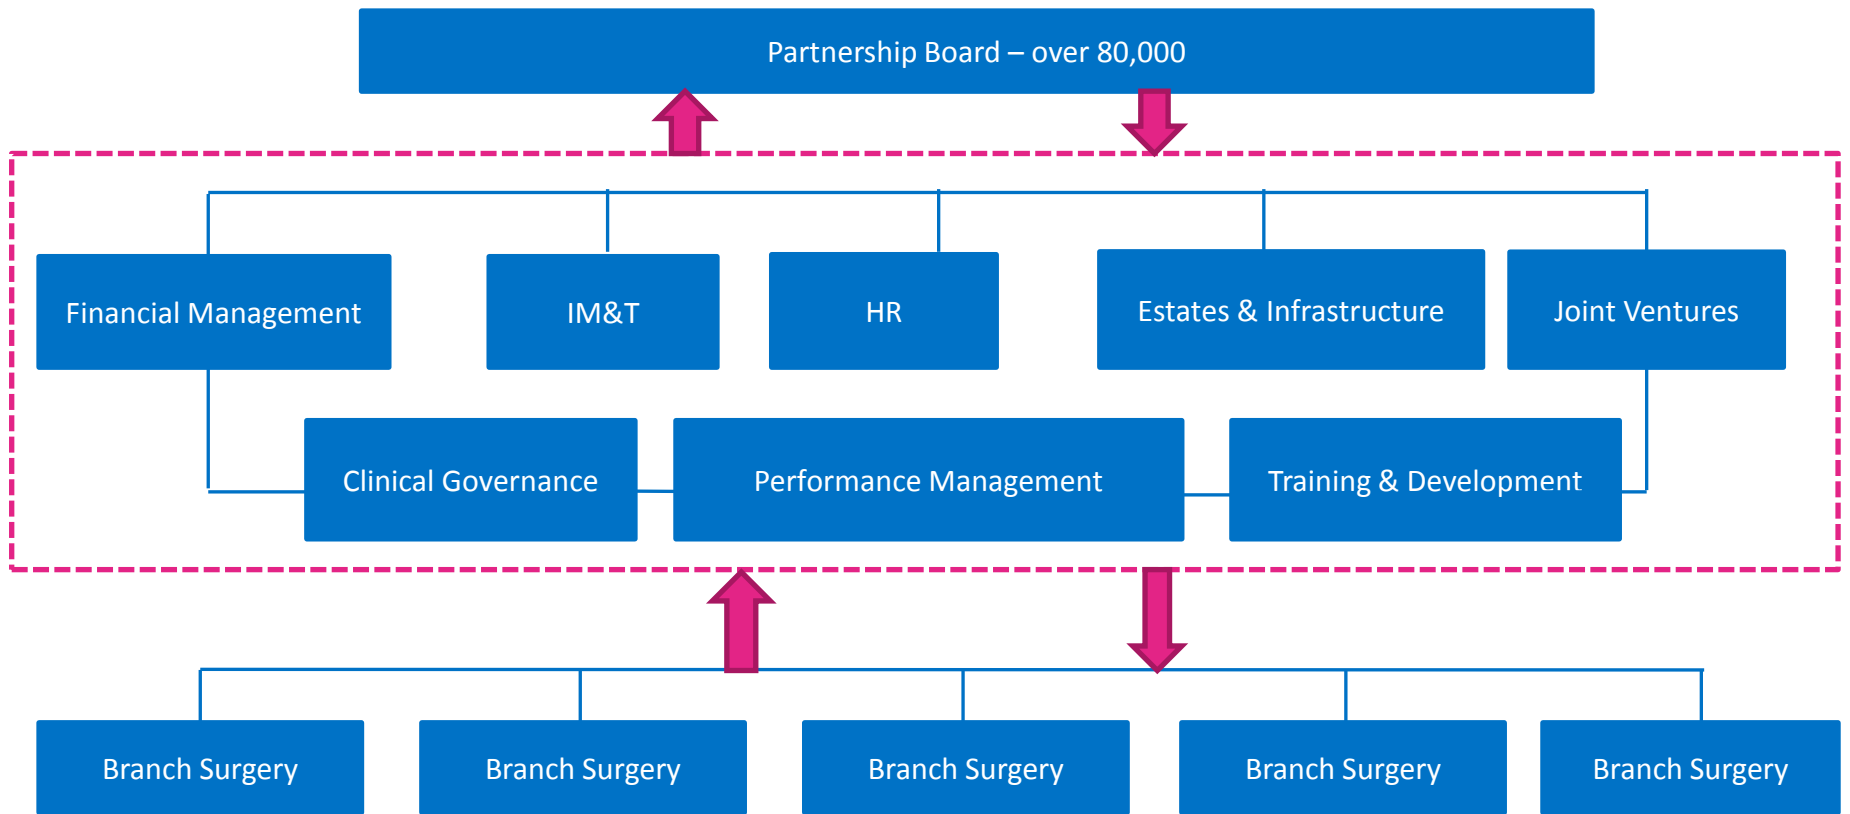 Partnership Board – over 80,000
Financial Management
IM&T
HR
Estates & Infrastructure
Joint Ventures
Clinical Governance
Performance Management
Training & Development
Branch Surgery
Branch Surgery
Branch Surgery
Branch Surgery
Branch Surgery